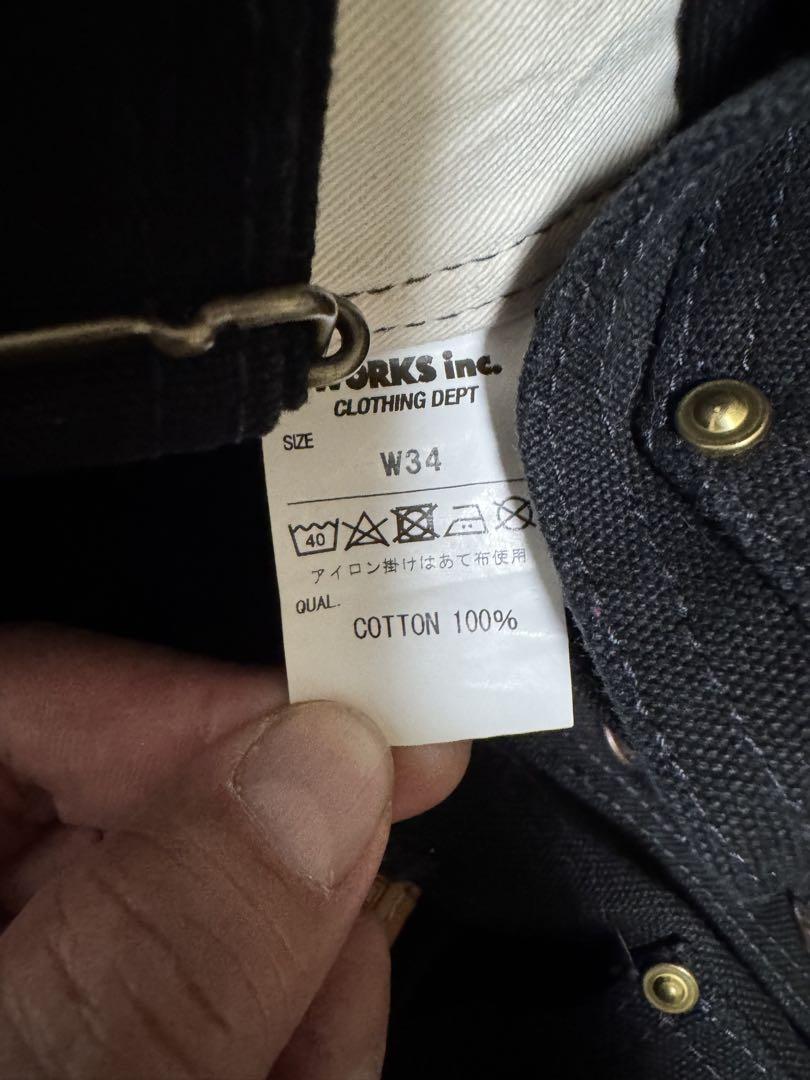 WORKS inc.
CLOTHING DEPT
SIZE
W34
40
アイロン掛けはあて布使用
QUAL.
COTTON 100%